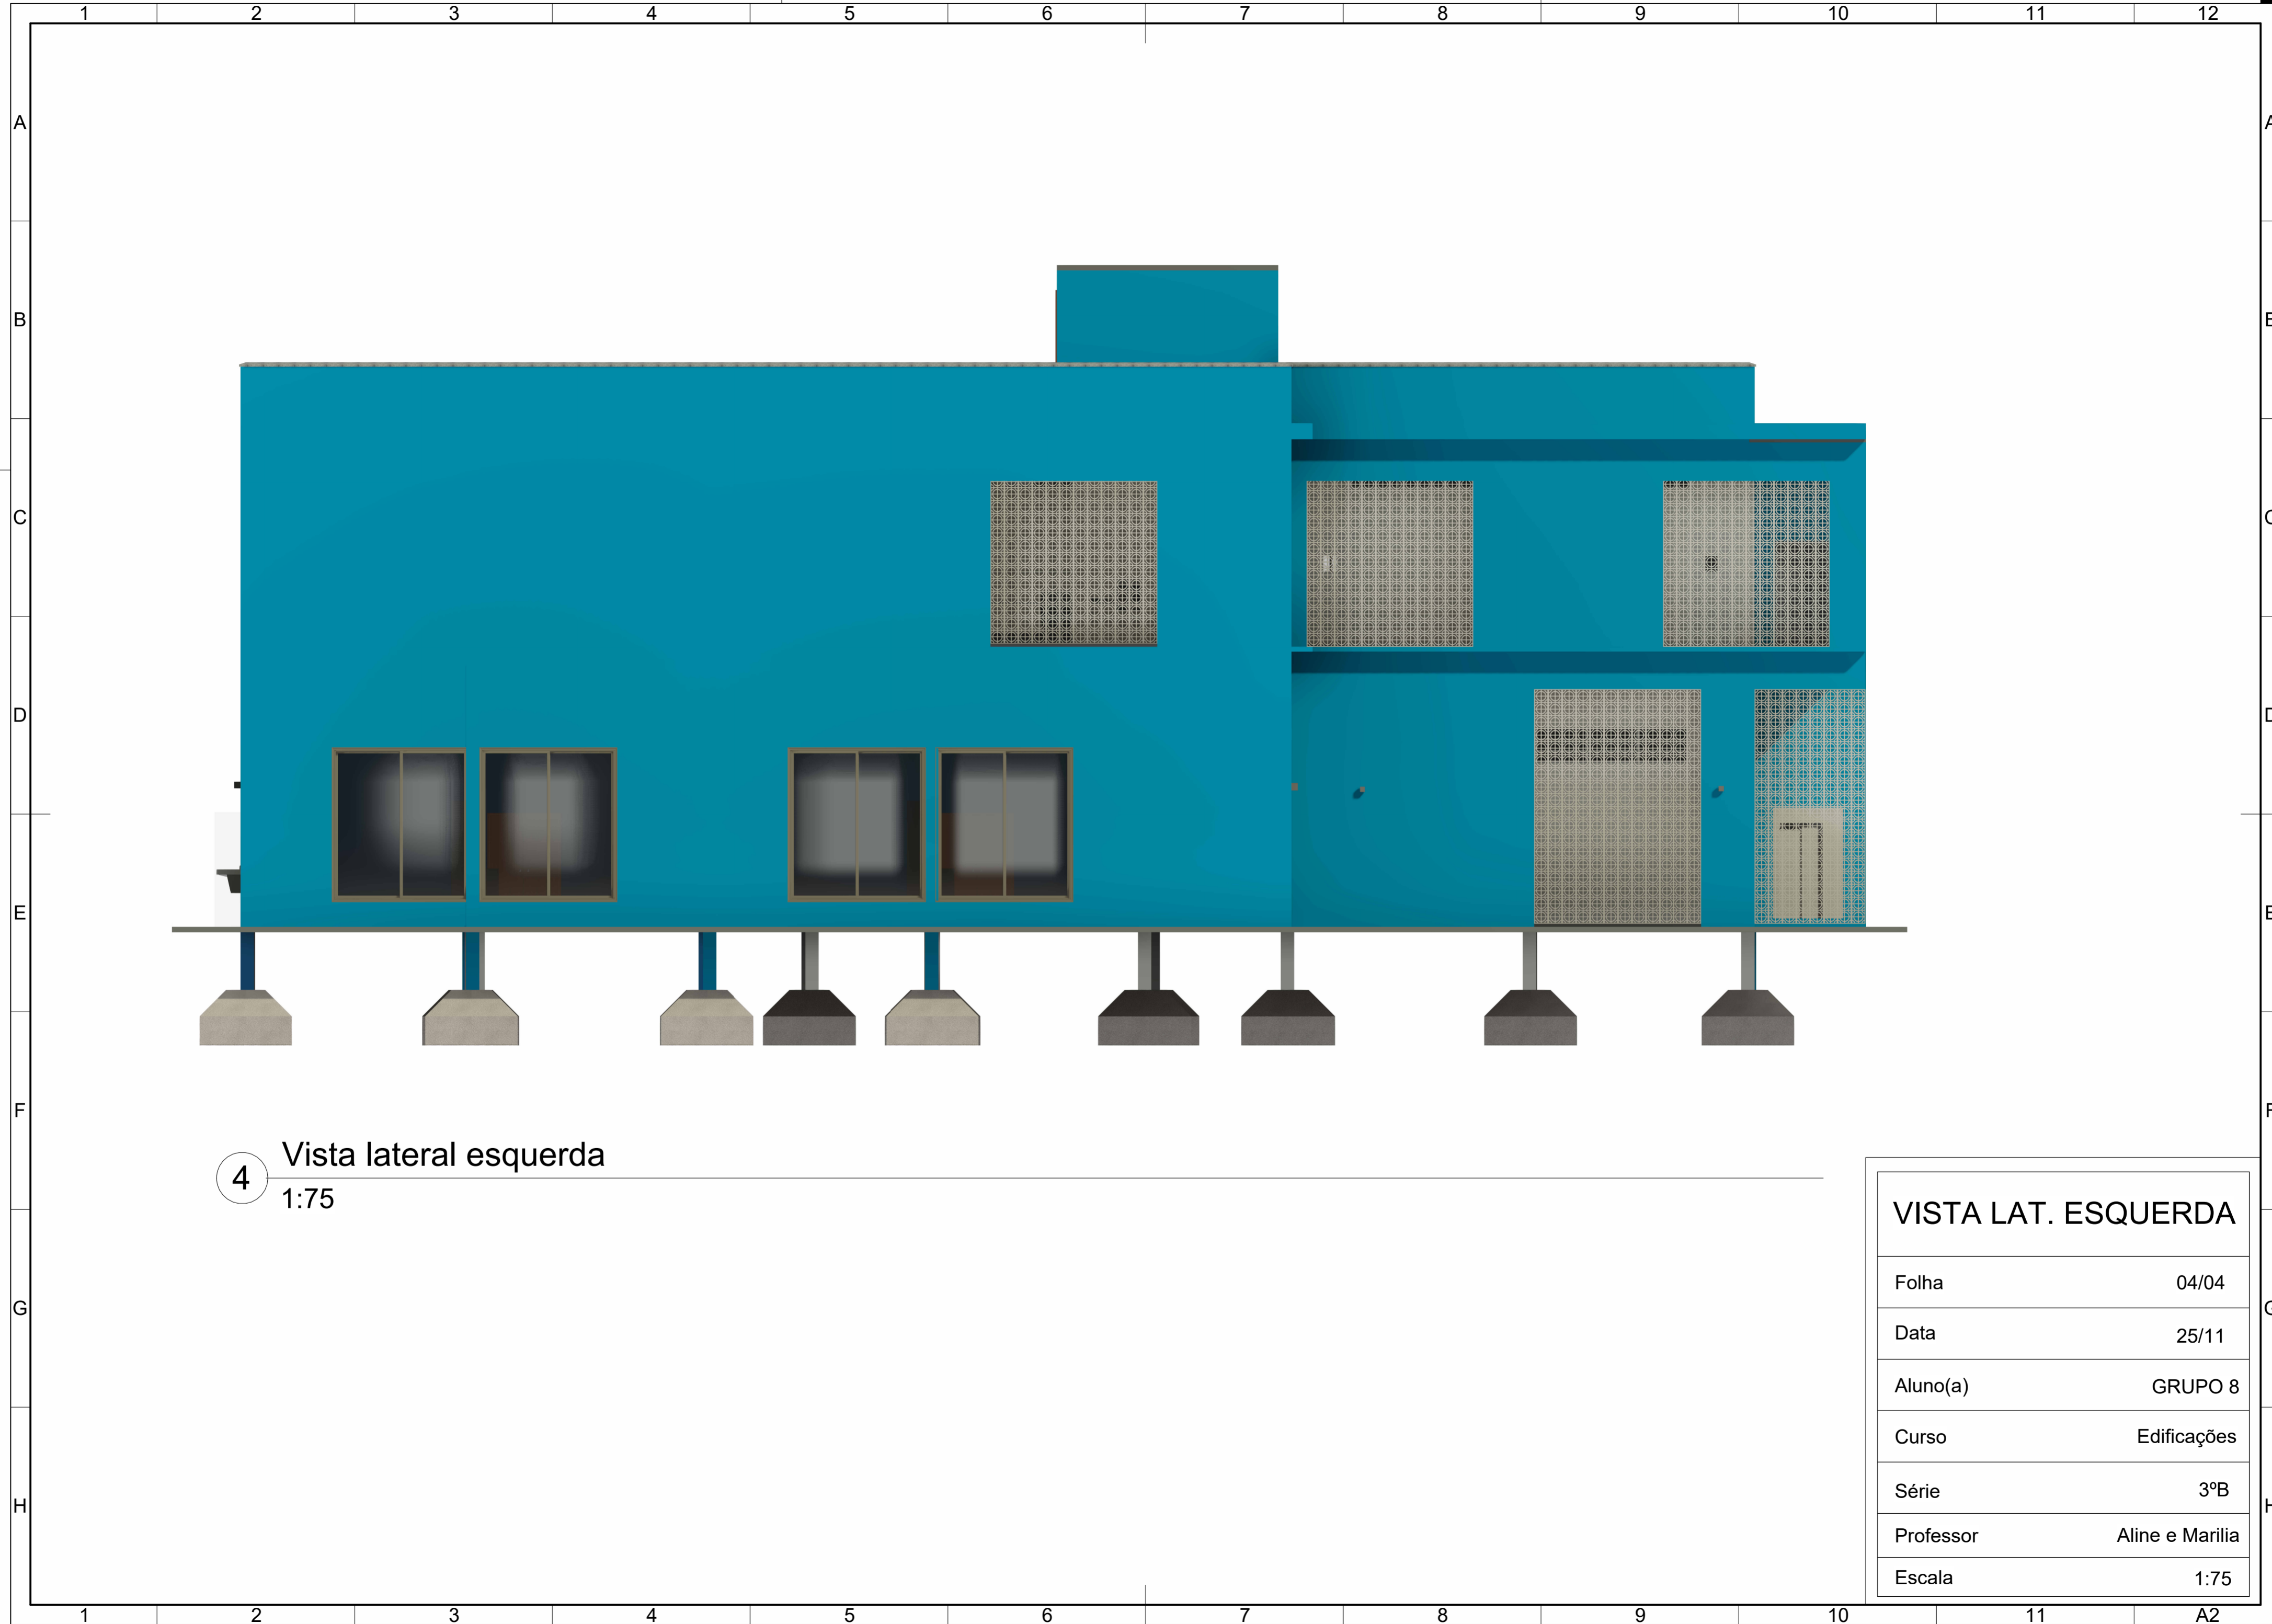 1 2 3 4 5 6 7 8 9 10 11 12
A A
B B
C C
D D
E E
F F
G G
H H
4 Vista lateral esquerda
1:75
VISTA LAT. ESQUERDA
Folha 04/04
Data 25/11
Aluno(a) GRUPO 8
Curso Edificações
Série 3ºB
Professor Aline e Marilia
Escala 1:75
1 2 3 4 5 6 7 8 9 10 11 A2